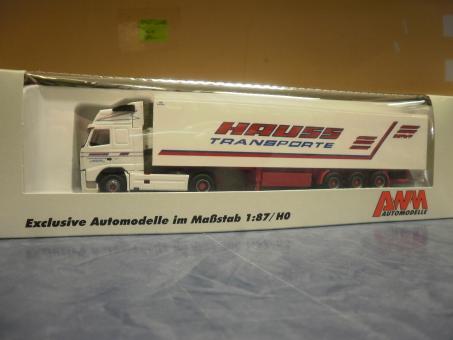 HAUSS
TRANSPORTE
Exclusive Automodelle im Maßstab 1:87/H0
AWM
AUTOMODELLE